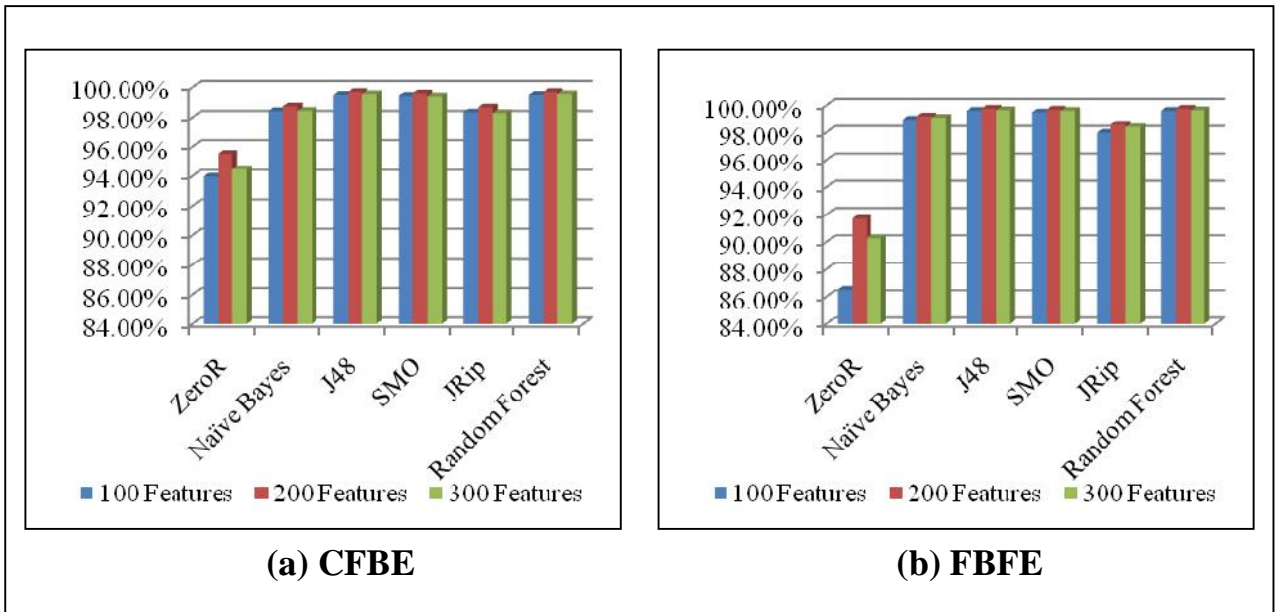 100.00%
98.00%
96.00%
94.00%
92.00%
90.00%
88.00%
86.00%
84.00%
ZeroR
Naïve Bayes
J48
SMO
JRip
Random Forest
100 Features
200 Features
300 Features
(a) CFBE
100.00%
98.00%
96.00%
94.00%
92.00%
90.00%
88.00%
86.00%
84.00%
ZeroR
Naïve Bayes
J48
SMO
JRip
Random Forest
100 Features
200 Features
300 Features
(b) FBFE